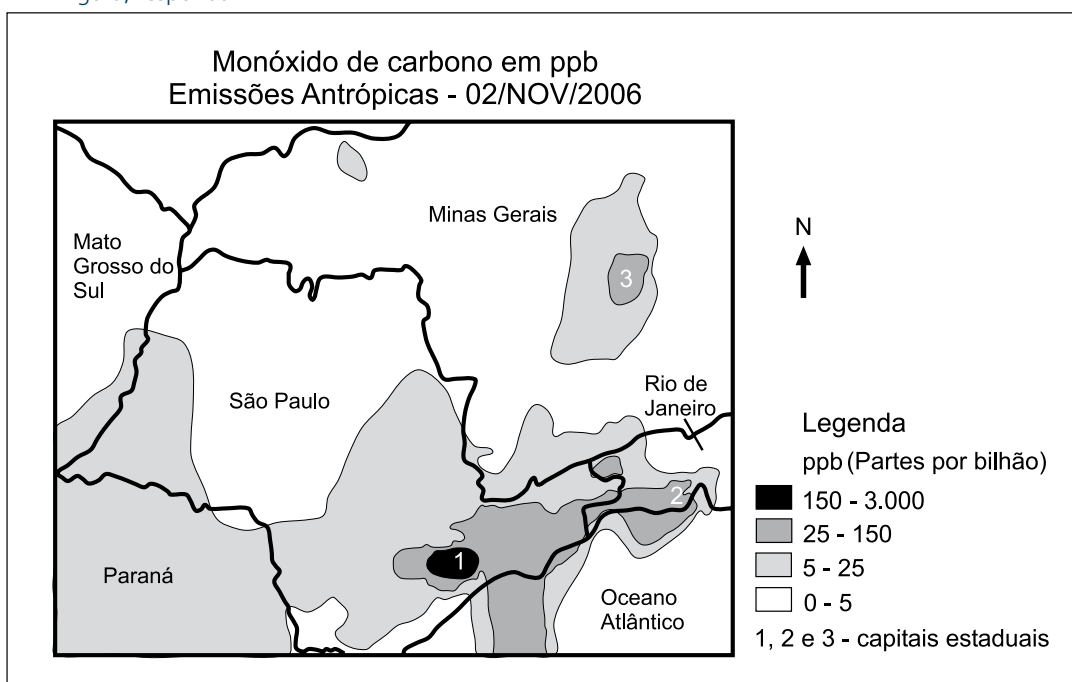 Monóxido de carbono em ppb
Emissões Antrópicas - 02/NOV/2006
Minas Gerais
Mato
Grosso do
Sul
N
3
São Paulo
Rio de
Janeiro
Legenda
ppb (Partes por bilhão)
2
150 - 3.000
25 - 150
1
Paraná
5 - 25
Oceano
Atlântico
0 - 5
1, 2 e 3 - capitais estaduais